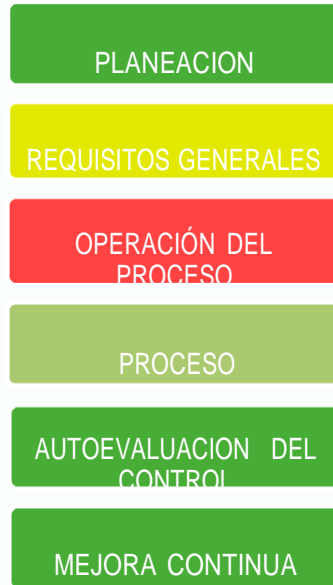 PLANEACION
REQUISITOS GENERALES
OPERACIÓN DEL
PROCESO
PROCESO
AUTOEVALUACION DEL
CONTROL
MEJORA CONTINUA